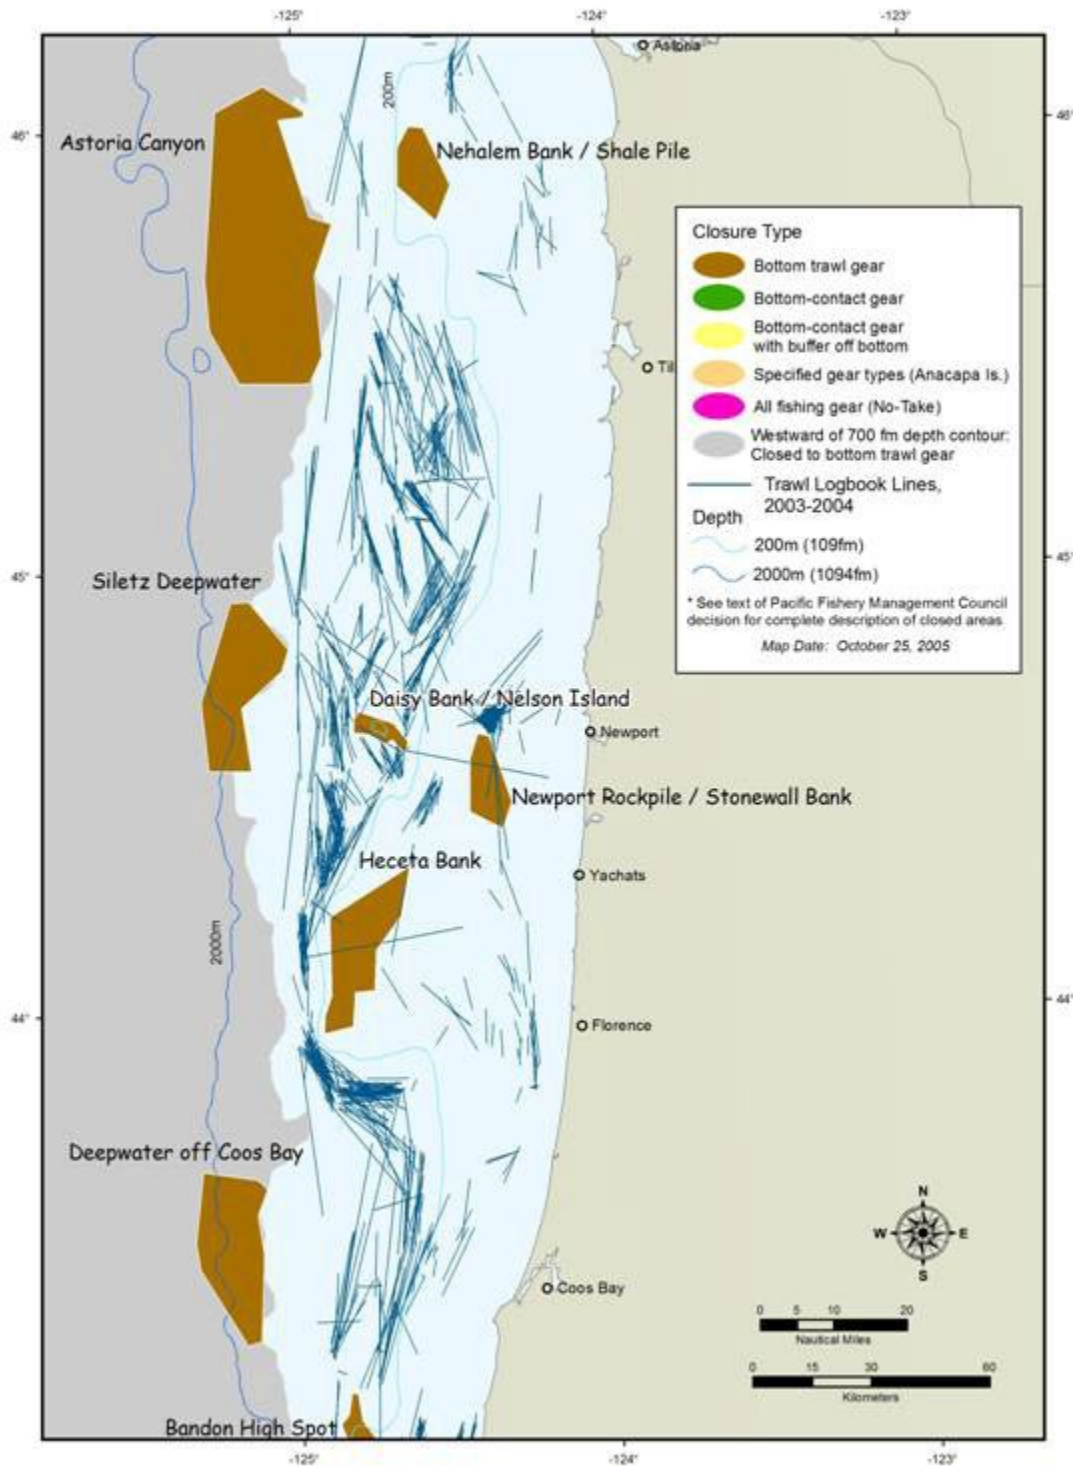 -125°
-124°
-123°
Astoria
200m
46°
46°
Astoria Canyon
Nehalem Bank / Shale Pile
Closure Type
Bottom trawl gear
Bottom-contact gear
Bottom-contact gear
with buffer off bottom
Til
Specified gear types (Anacapa Is.)
All fishing gear (No-Take)
Westward of 700 fm depth contour:
Closed to bottom trawl gear
Trawl Logbook Lines,
2003-2004
Depth
200m (109fm)
2000m (1094fm)
* See text of Pacific Fishery Management Council
decision for complete description of closed areas
Map Date: October 25, 2005
45°
45°
Siletz Deepwater
Daisy Bank / Nelson Island
Newport
Newport Rockpile / Stonewall Bank
Heceta Bank
Yachats
2000m
44°
44°
Florence
Deepwater off Coos Bay
N
W
E
S
Coos Bay
0 5 10 20
Nautical Miles
0 15 30 60
Kilometers
Bandon High Spot
-125°
-124°
-123°